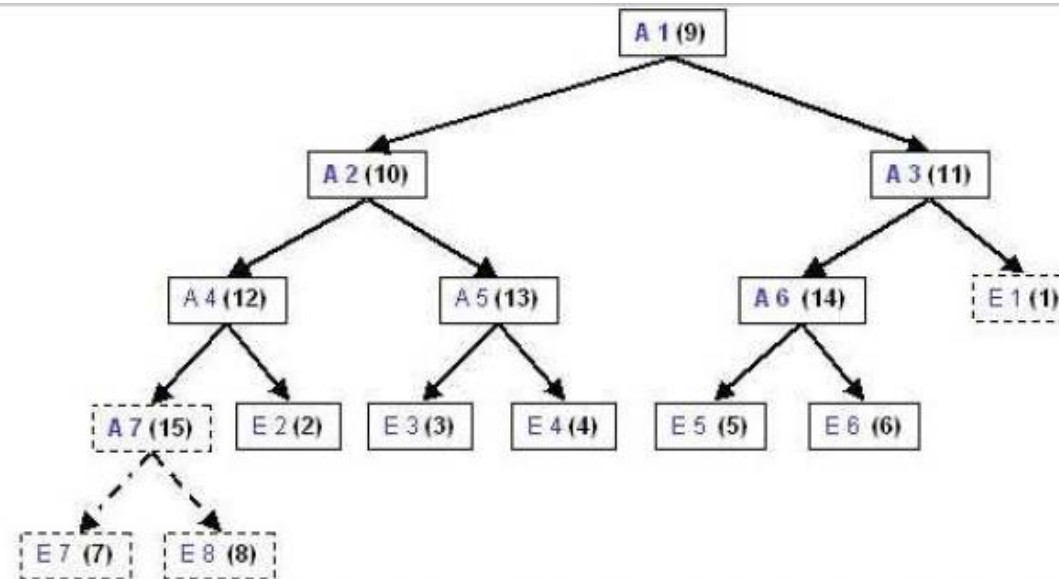 A 1 (9)
A 2 (10) A 3 (11)
A 4 (12) A 5 (13) A 6 (14) E 1 (1)
A 7 (15) E 2 (2) E 3 (3) E 4 (4) E 5 (5) E 6 (6)
E 7 (7) E 8 (8)